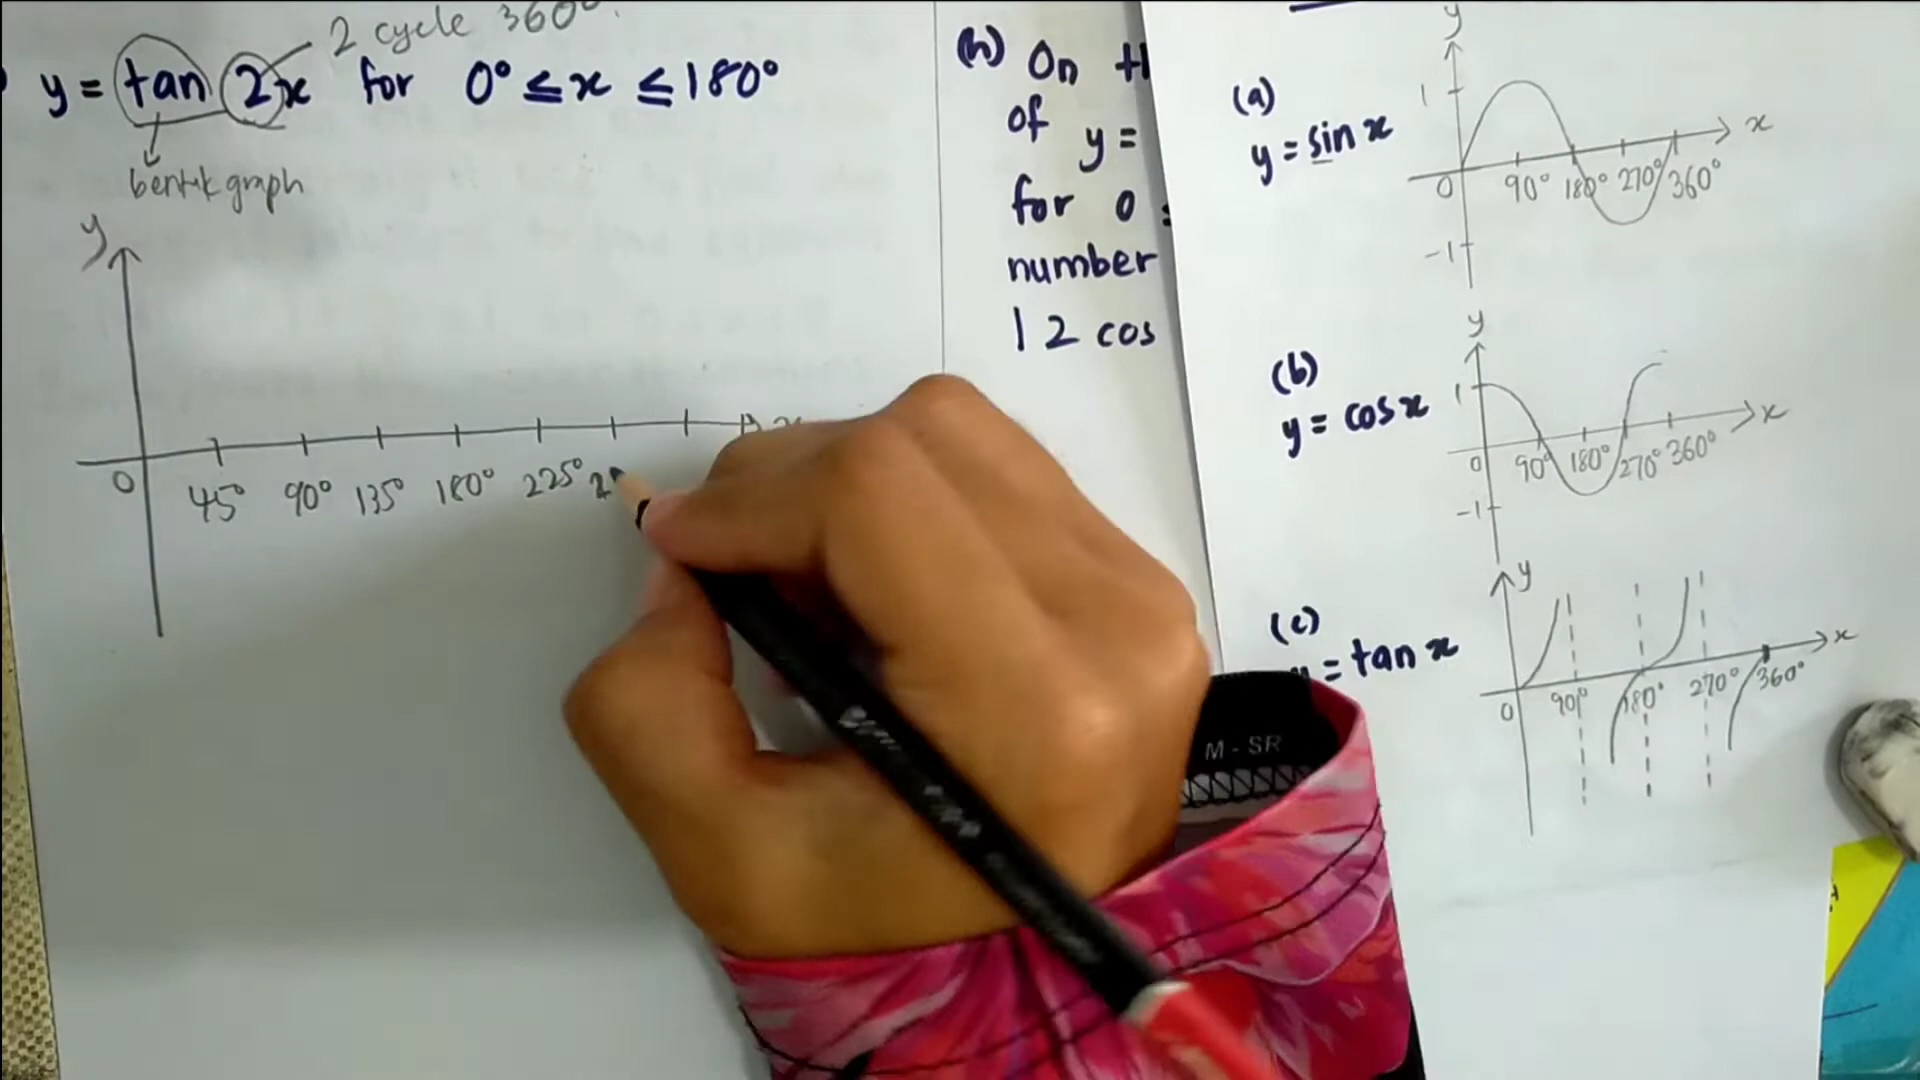 2 cycle 360°
y = tan 2x for 0° ≤ x ≤ 180°
bentuk graph
y
0 45° 90° 135° 180° 225°
(h) On
of y =
for 0
number
12 cos
(a)
y = sin x
y
1
0 90° 180° 270° 360° x
-1
(b)
y = cos x
y
1
0 90° 180° 270° 360° x
-1
(c)
= tan x
y
0 90° 180° 270° 360° x
M-SR